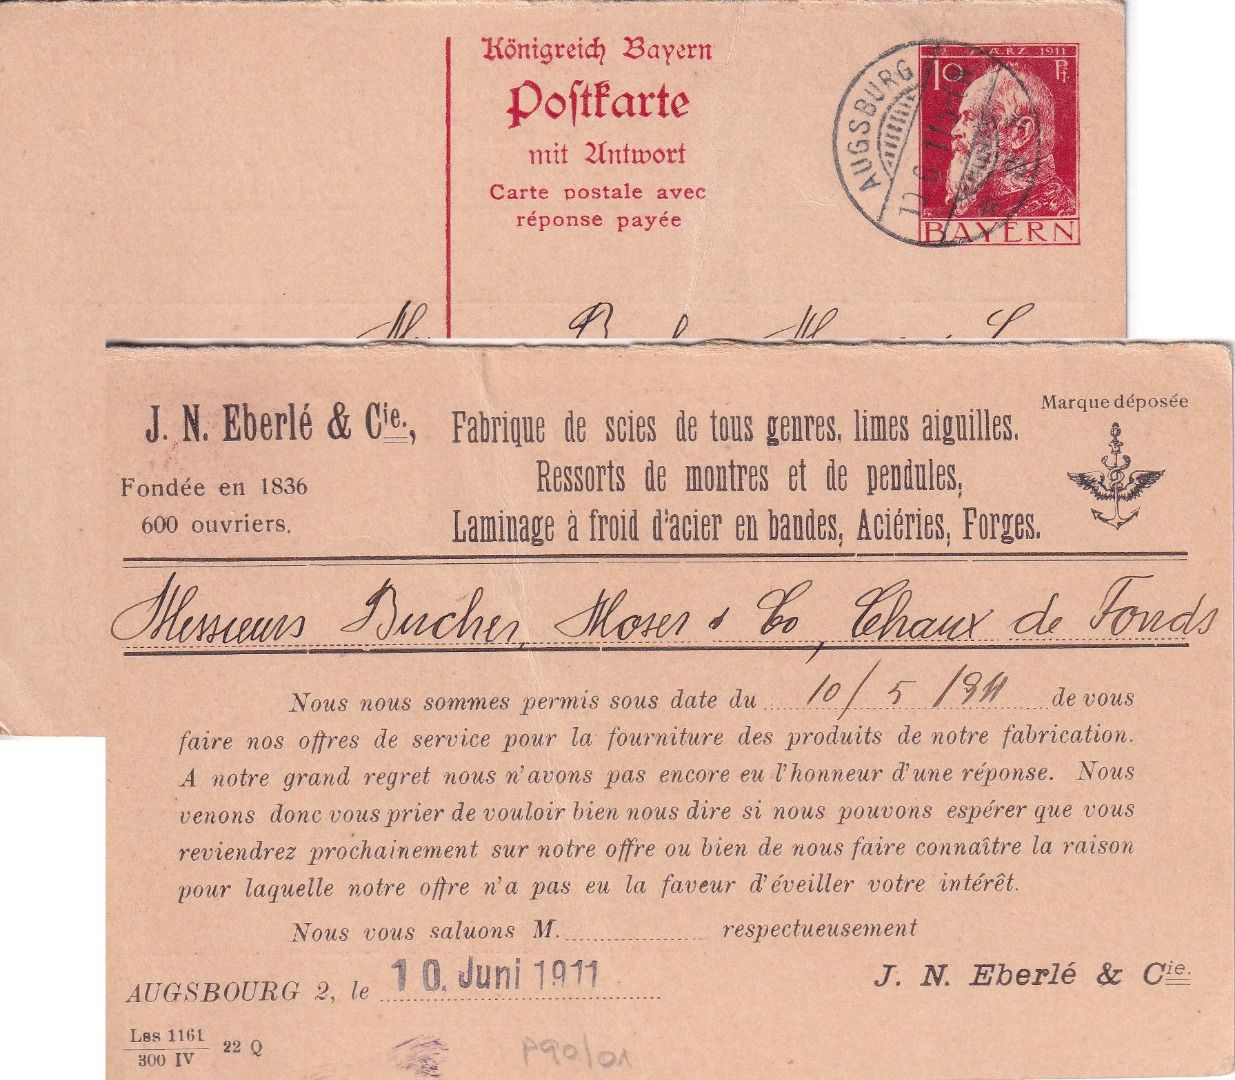 Königreich Bayern
Poſtkarte
mit Antwort
Carte postale avec
réponse payée
AUGSBURG
ÄRZ 1911
10 Pf.
BAYERN
J. N. Eberlé & Cie.,
Fondée en 1836
600 ouvriers.
Fabrique de scies de tous genres, limes aiguilles.
Ressorts de montres et de pendules,
Laminage à froid d'acier en bandes, Aciéries, Forges.
Marque déposée
Messieurs Bucher, Moser & Co, Chaux de Fonds
Nous nous sommes permis sous date du 10/5 1911 de vous
faire nos offres de service pour la fourniture des produits de notre fabrication.
A notre grand regret nous n'avons pas encore eu l'honneur d'une réponse. Nous
venons donc vous prier de vouloir bien nous dire si nous pouvons espérer que vous
reviendrez prochainement sur notre offre ou bien de nous faire connaître la raison
pour laquelle notre offre n'a pas eu la faveur d'éveiller votre intérêt.
Nous vous saluons M. respectueusement
J. N. Eberlé & Cie.
AUGSBOURG 2, le 10. Juni 1911
Lss 1161
300 IV
22 Q
P90/01